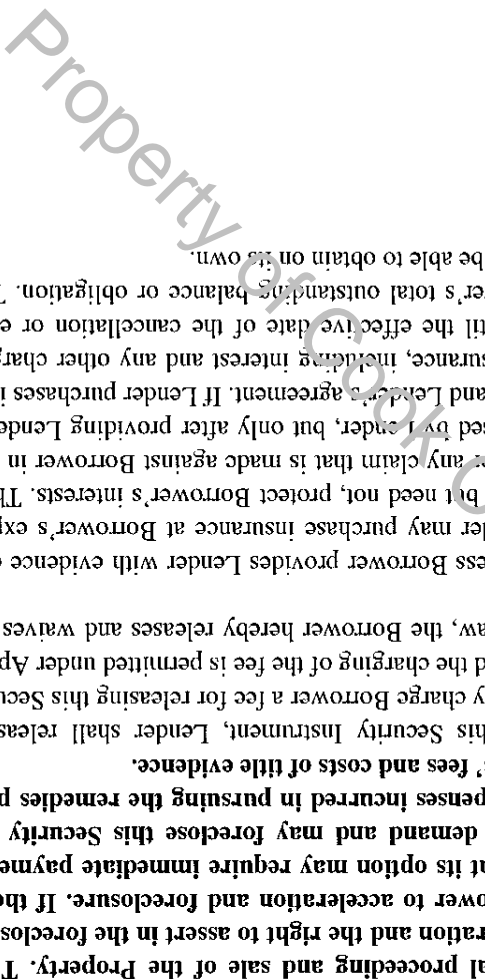 al proceeding and sale of the Property. T
ration and the right to assert in the foreclos
ower to acceleration and foreclosure. If the
at its option may require immediate payme
demand and may foreclose this Security
penses incurred in pursuing the remedies p
s' fees and costs of title evidence.
his Security Instrument, Lender shall releas
y charge Borrower a fee for releasing this Secu
d the charging of the fee is permitted under Ap
aw, the Borrower hereby releases and waives
ess Borrower provides Lender with evidence
der may purchase insurance at Borrower's exp
but need not, protect Borrower's interests. Th
er any claim that is made against Borrower in
sed by Lender, but only after providing Lende
and Lender's agreement. If Lender purchases i
surance, including interest and any other charg
til the effective date of the cancellation or e
er's total outstanding balance or obligation. T
be able to obtain on its own.
Property of Cook C